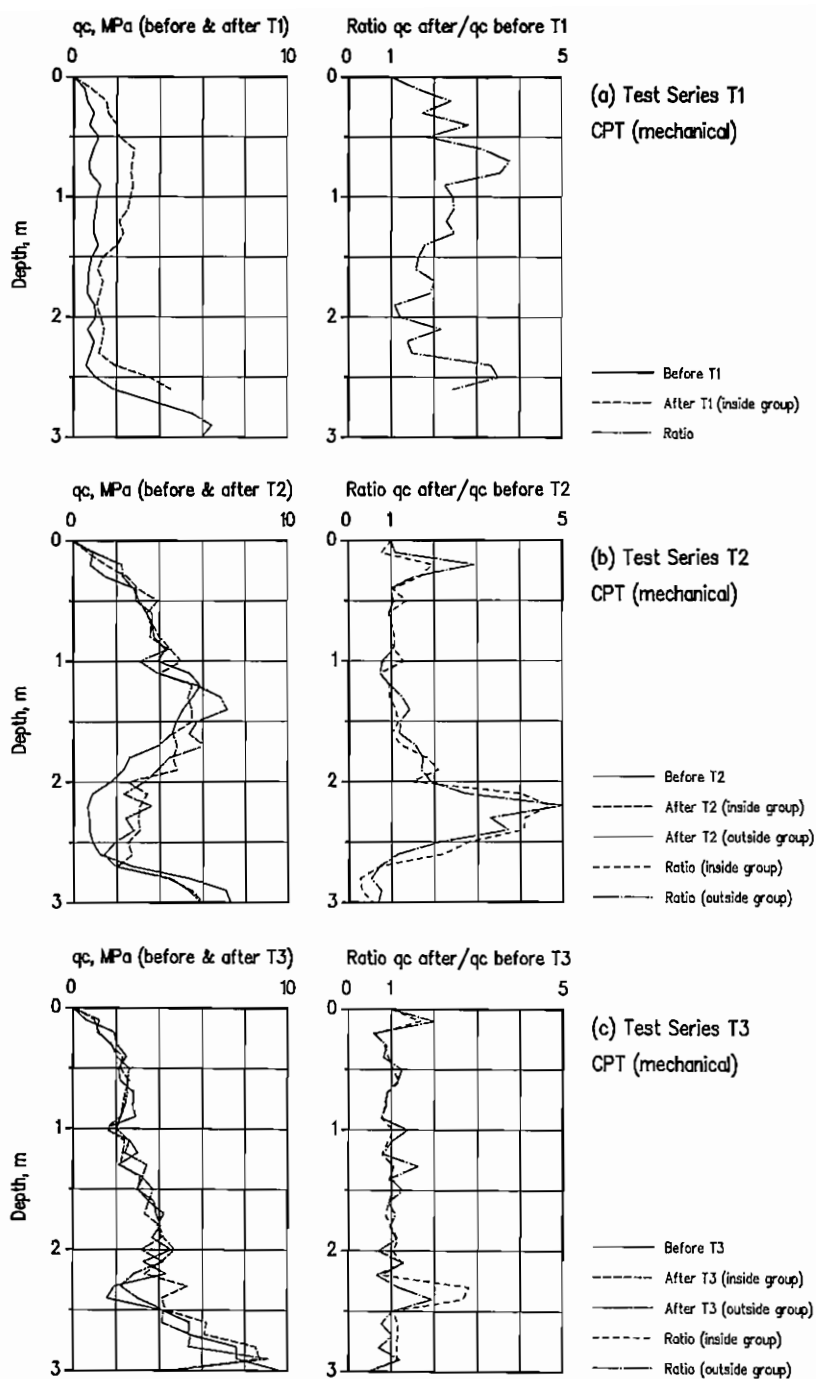 qc, MPa (before & after T1)
0 10
Ratio qc after/qc before T1
0 1 5
0
1
2
3
Depth, m
(a) Test Series T1
CPT (mechanical)
Before T1
After T1 (inside group)
Ratio
qc, MPa (before & after T2)
0 10
Ratio qc after/qc before T2
0 1 5
0
1
2
3
Depth, m
(b) Test Series T2
CPT (mechanical)
Before T2
After T2 (inside group)
After T2 (outside group)
Ratio (inside group)
Ratio (outside group)
qc, MPa (before & after T3)
0 10
Ratio qc after/qc before T3
0 1 5
0
1
2
3
Depth, m
(c) Test Series T3
CPT (mechanical)
Before T3
After T3 (inside group)
After T3 (outside group)
Ratio (inside group)
Ratio (outside group)